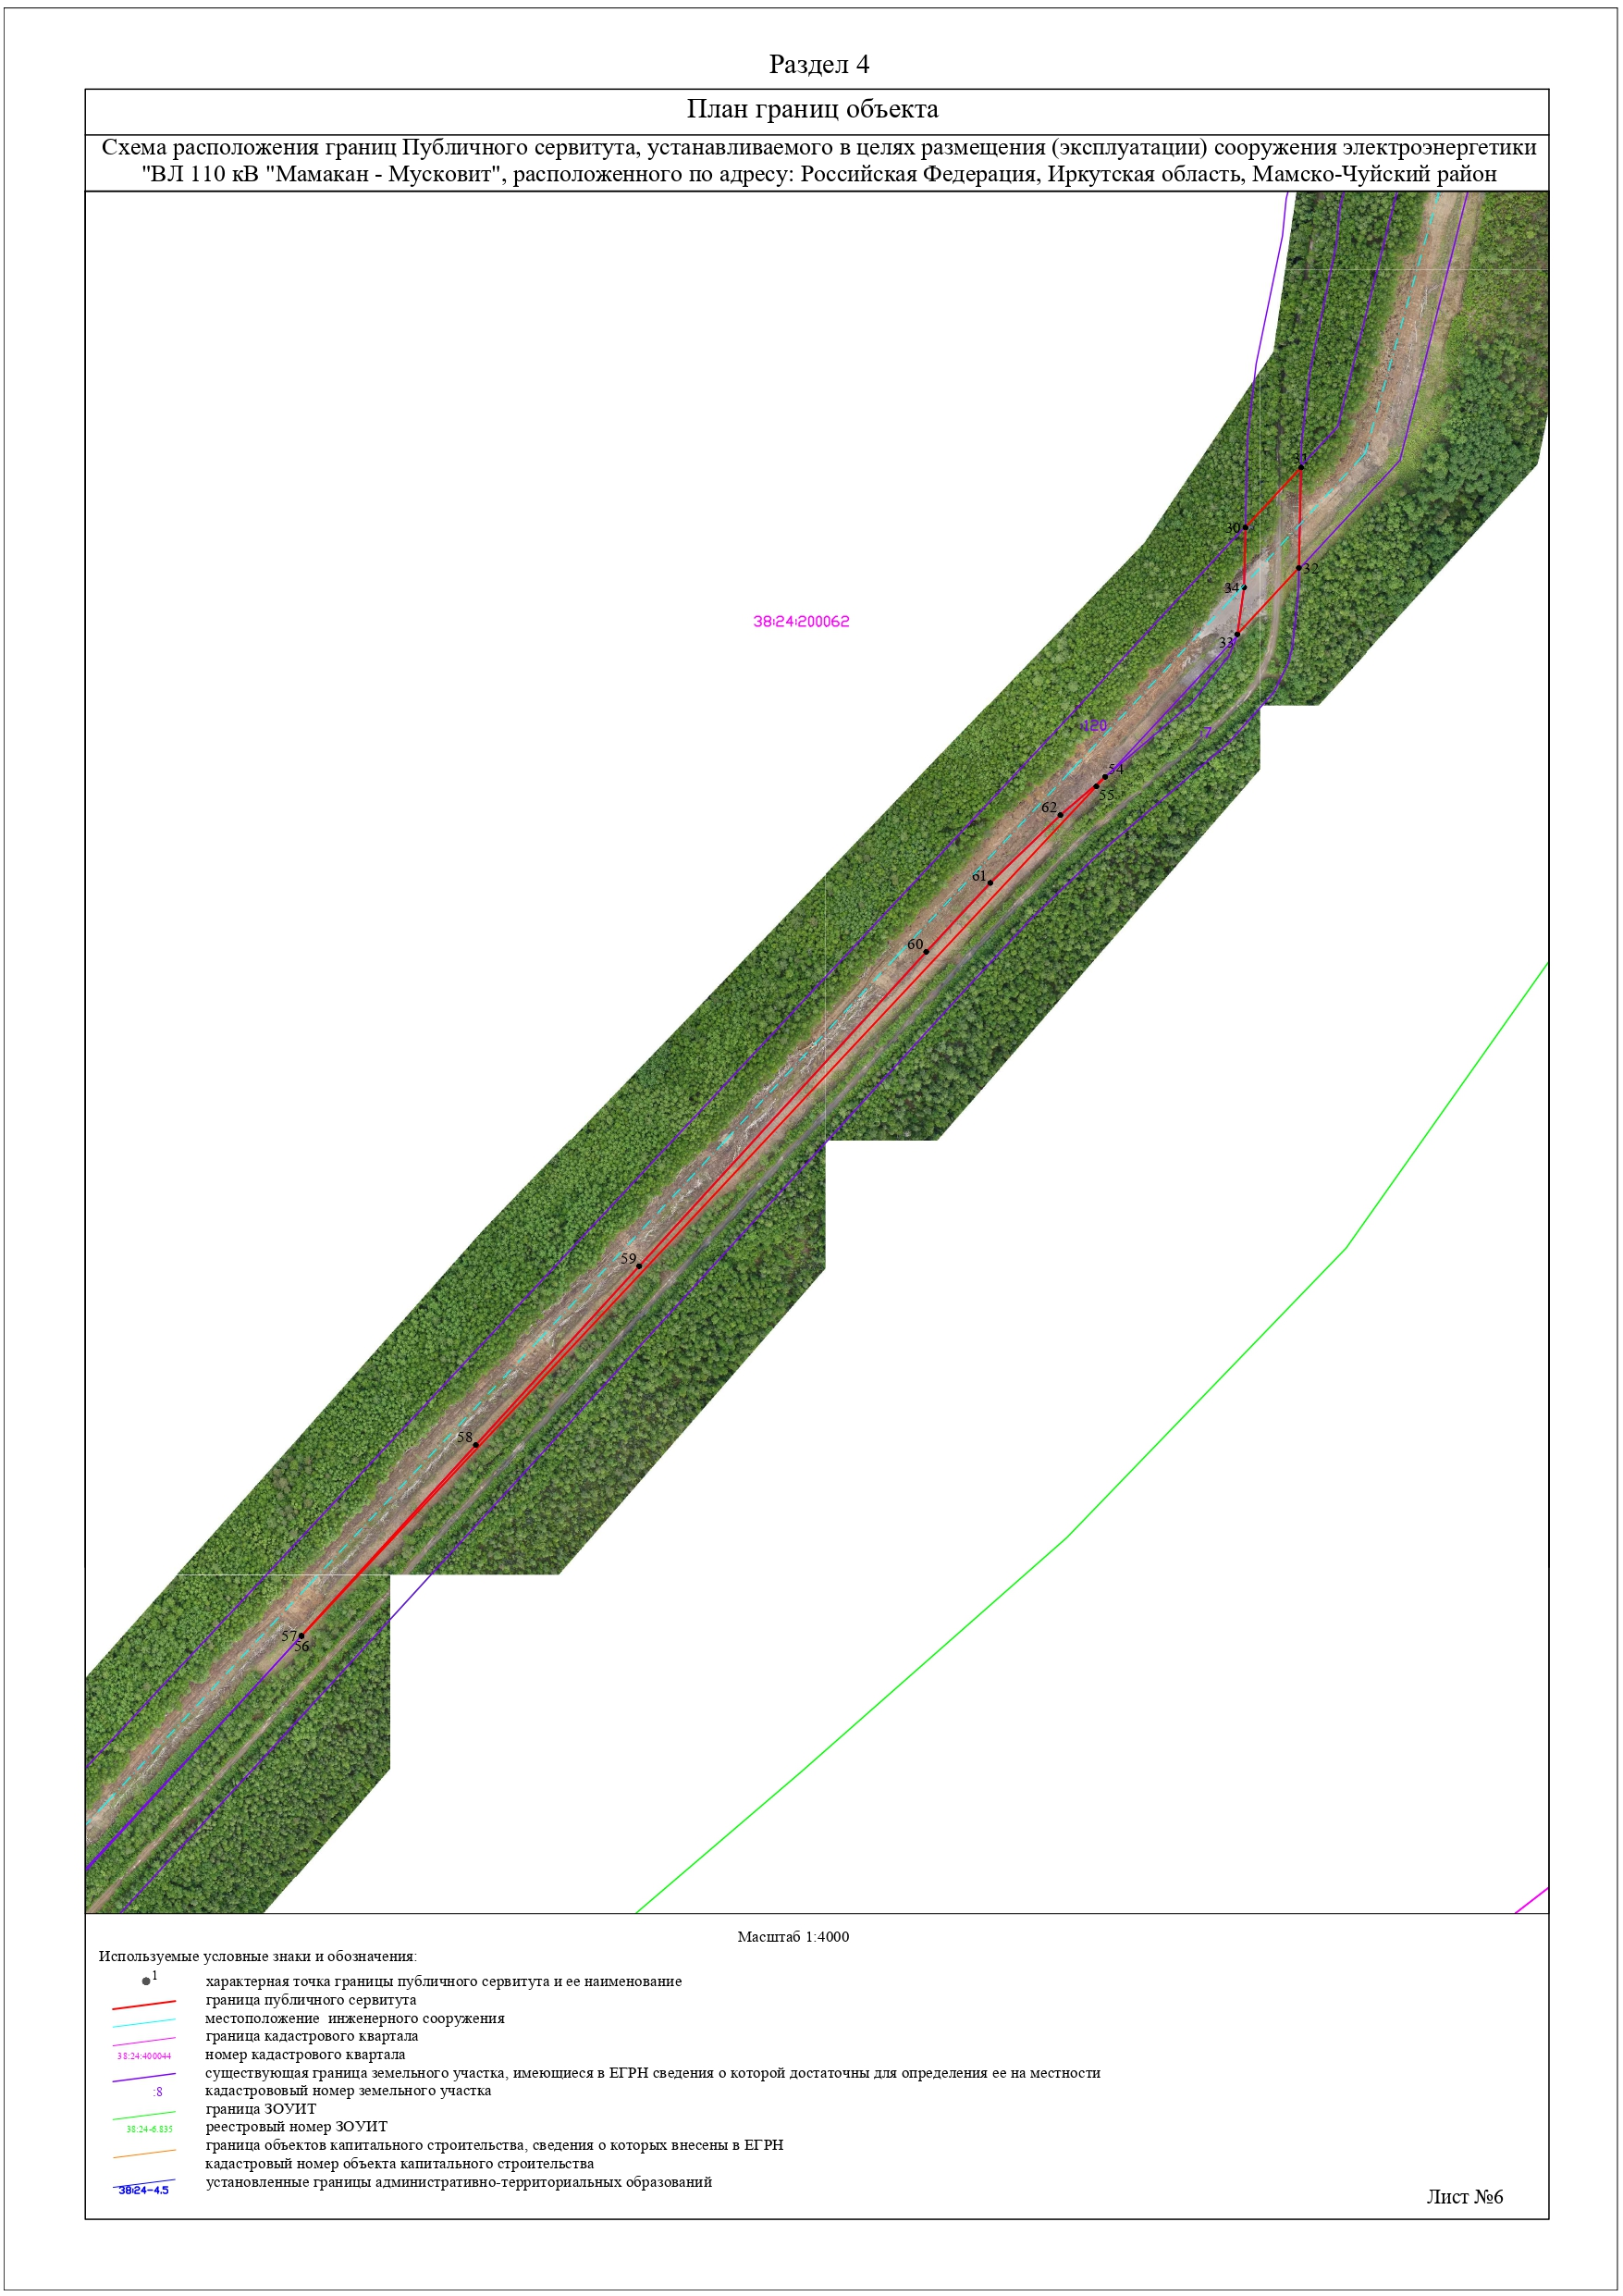 Раздел 4
План границ объекта
Схема расположения границ Публичного сервитута, устанавливаемого в целях размещения (эксплуатации) сооружения электроэнергетики
"ВЛ 110 кВ "Мамакан - Мусковит", расположенного по адресу: Российская Федерация, Иркутская область, Мамско-Чуйский район
31
30
32
34
38:24:200062
33
:120
:7
54
55
62
61
60
59
58
57
56
Масштаб 1:4000
Используемые условные знаки и обозначения:
1 характерная точка границы публичного сервитута и ее наименование
граница публичного сервитута
местоположение инженерного сооружения
граница кадастрового квартала
38:24:400044 номер кадастрового квартала
существующая граница земельного участка, имеющиеся в ЕГРН сведения о которой достаточны для определения ее на местности
:8 кадастрововый номер земельного участка
граница ЗОУИТ
38:24-6.835 реестровый номер ЗОУИТ
граница объектов капитального строительства, сведения о которых внесены в ЕГРН
кадастровый номер объекта капитального строительства
38:24-4.5 установленные границы административно-территориальных образований
Лист №6